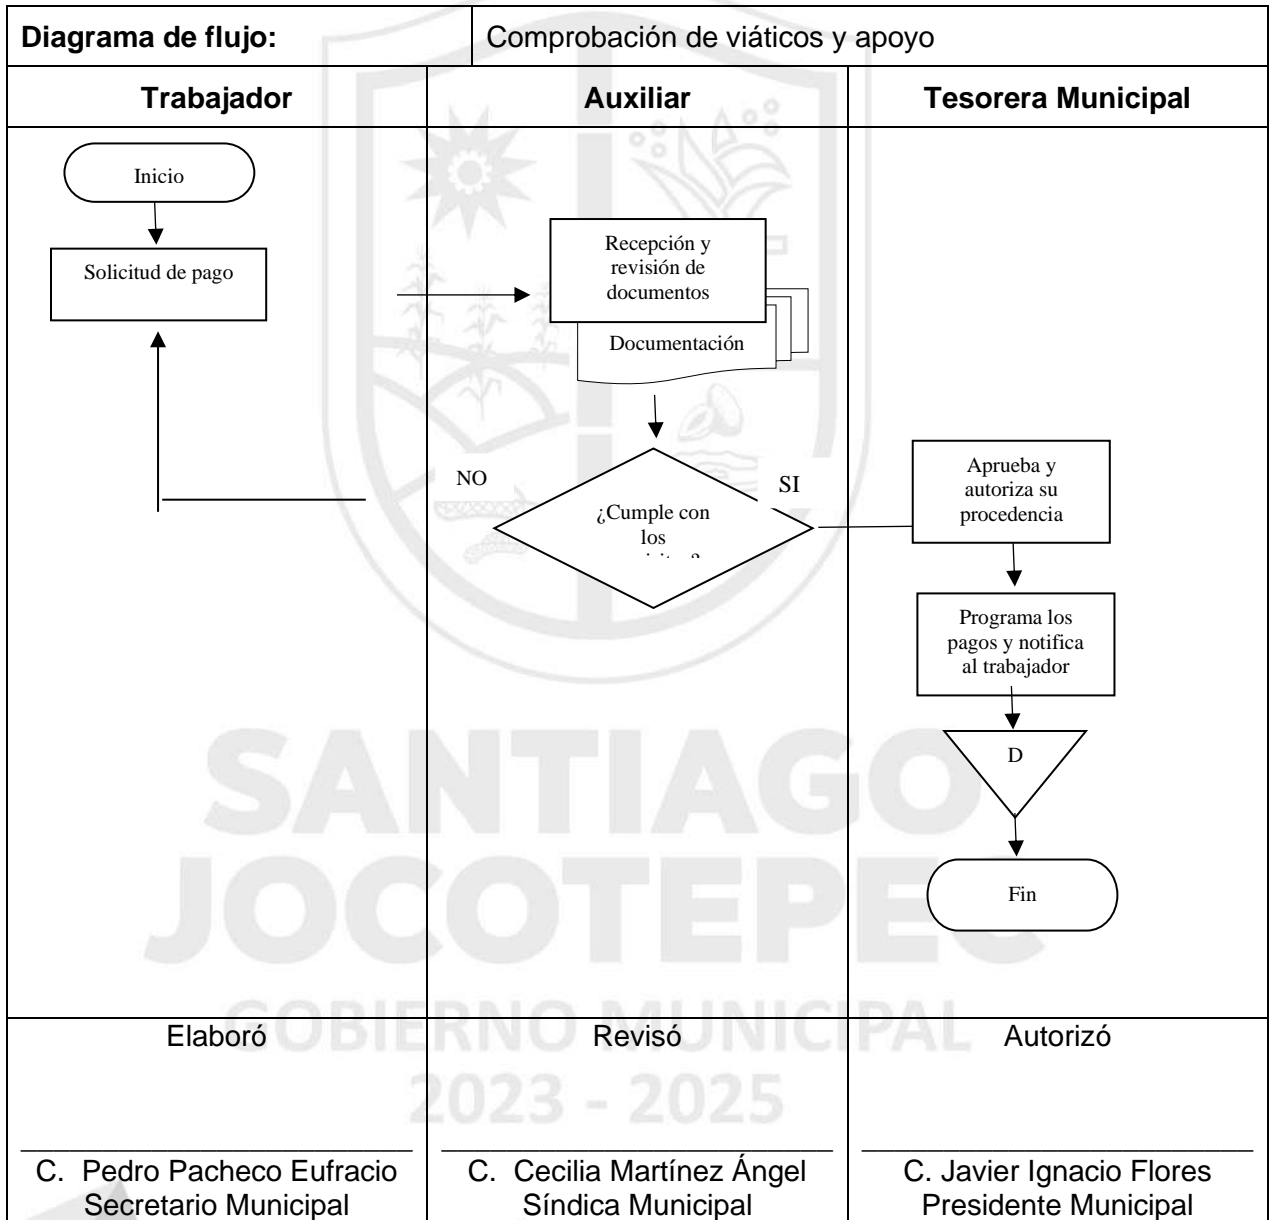 Diagrama de flujo:
Comprobación de viáticos y apoyo
Trabajador
Auxiliar
Tesorera Municipal
Inicio
Solicitud de pago
Recepción y
revisión de
documentos
Documentación
NO
SI
¿Cumple con
los
Aprueba y
autoriza su
procedencia
Programa los
pagos y notifica
al trabajador
D
Fin
SANTIAGO
JOCOTEPEC
GOBIERNO MUNICIPAL
2023 - 2025
Elaboró
Revisó
Autorizó
C. Pedro Pacheco Eufracio
Secretario Municipal
C. Cecilia Martínez Ángel
Síndica Municipal
C. Javier Ignacio Flores
Presidente Municipal